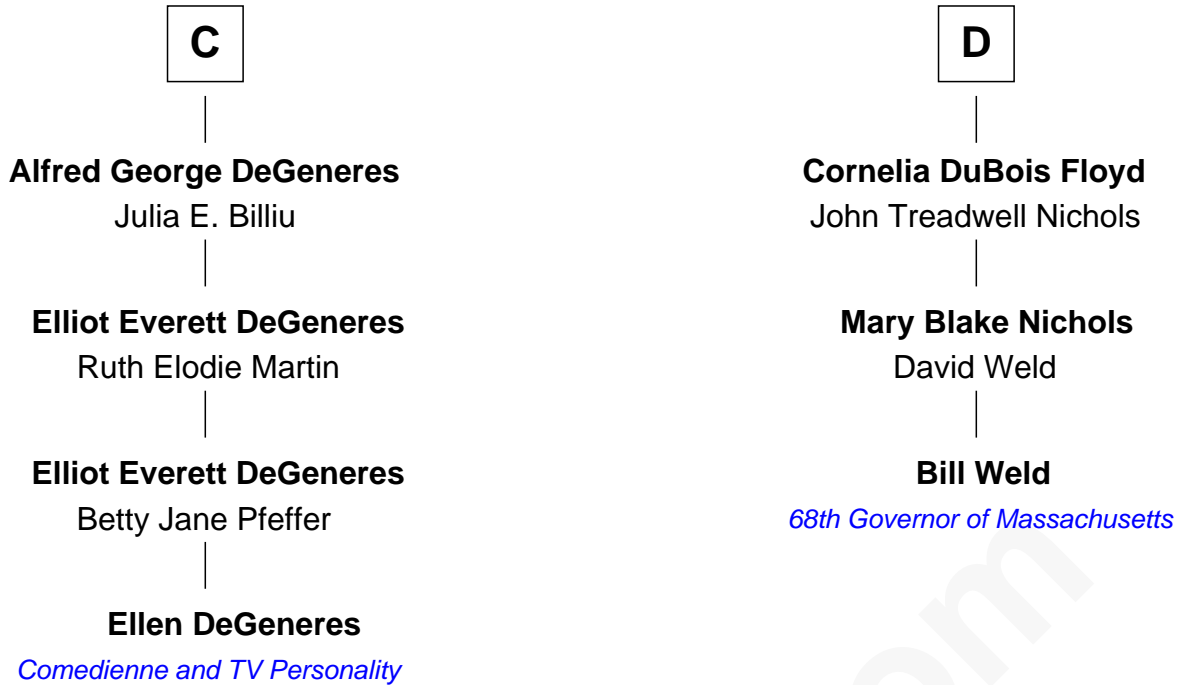 C
Alfred George DeGeneres
Julia E. Billiu
Elliot Everett DeGeneres
Ruth Elodie Martin
Elliot Everett DeGeneres
Betty Jane Pfeffer
Ellen DeGeneres
Comedienne and TV Personality
D
Cornelia DuBois Floyd
John Treadwell Nichols
Mary Blake Nichols
David Weld
Bill Weld
68th Governor of Massachusetts
om